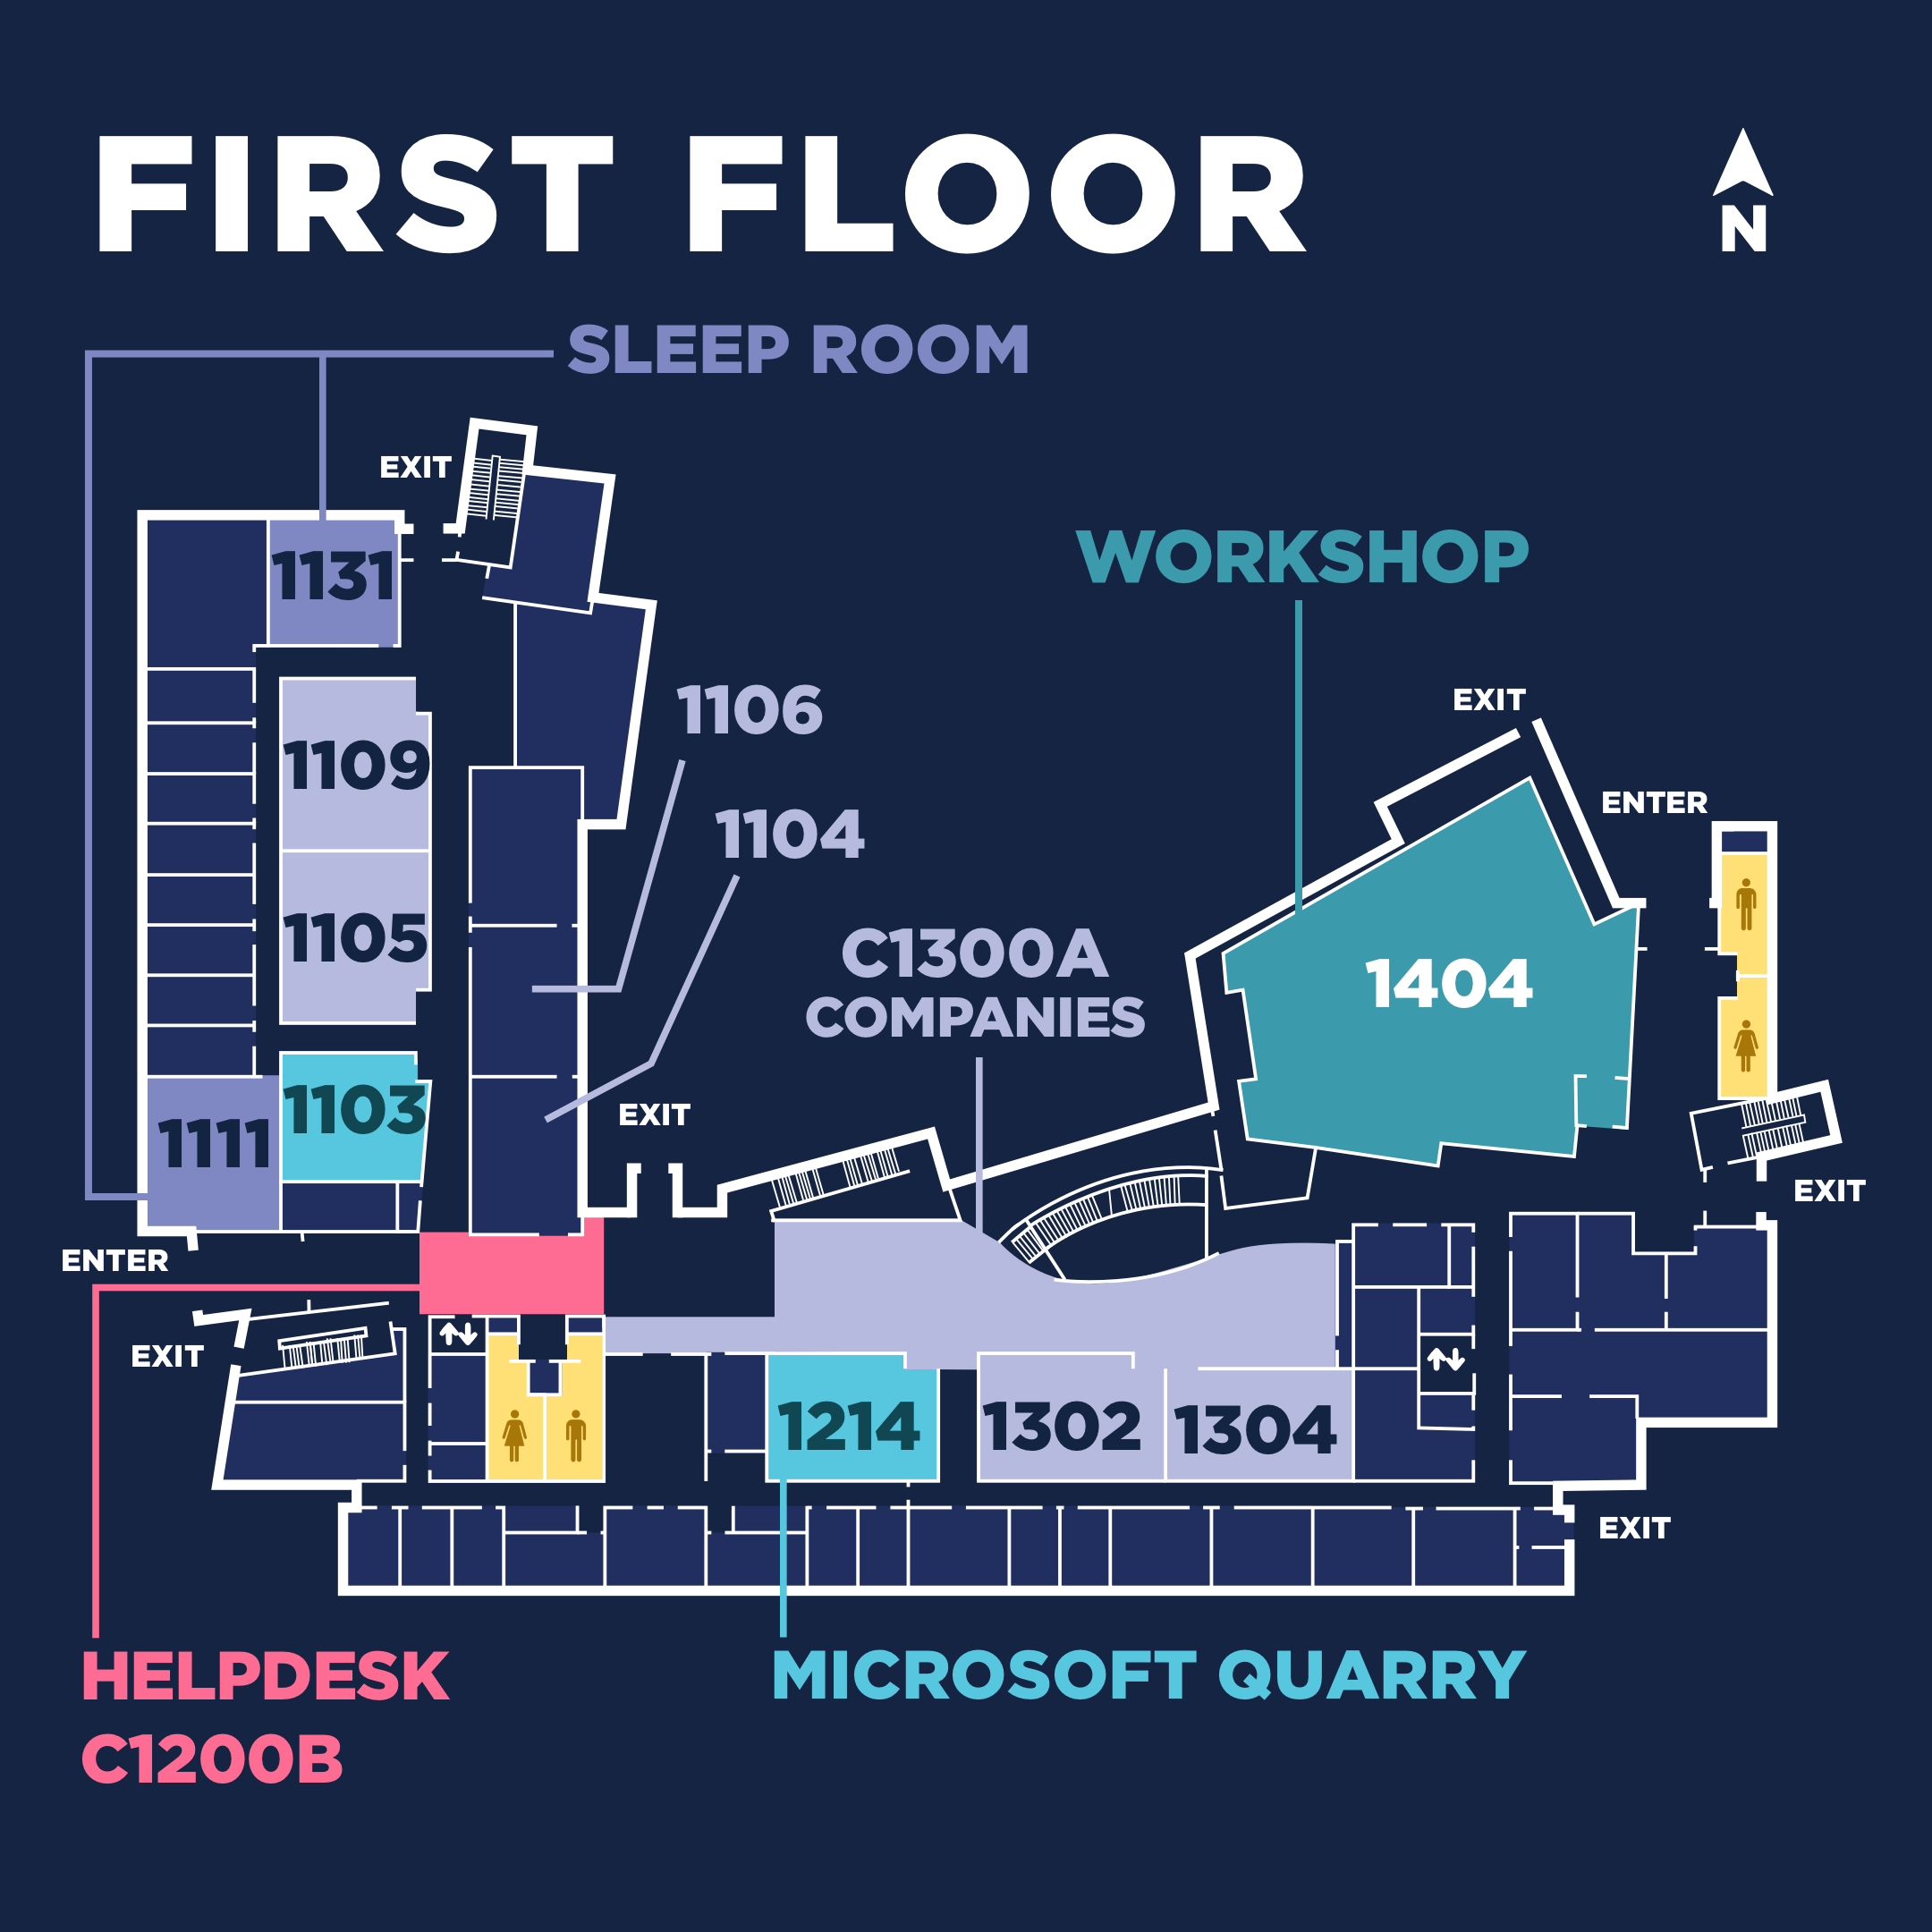 FIRST FLOOR
N
SLEEP ROOM
EXIT
WORKSHOP
1131
1106
EXIT
1109
ENTER
1104
1105
C1300A
COMPANIES
1404
1103
EXIT
1111
EXIT
ENTER
EXIT
1214
1302
1304
EXIT
HELPDESK
C1200B
MICROSOFT QUARRY